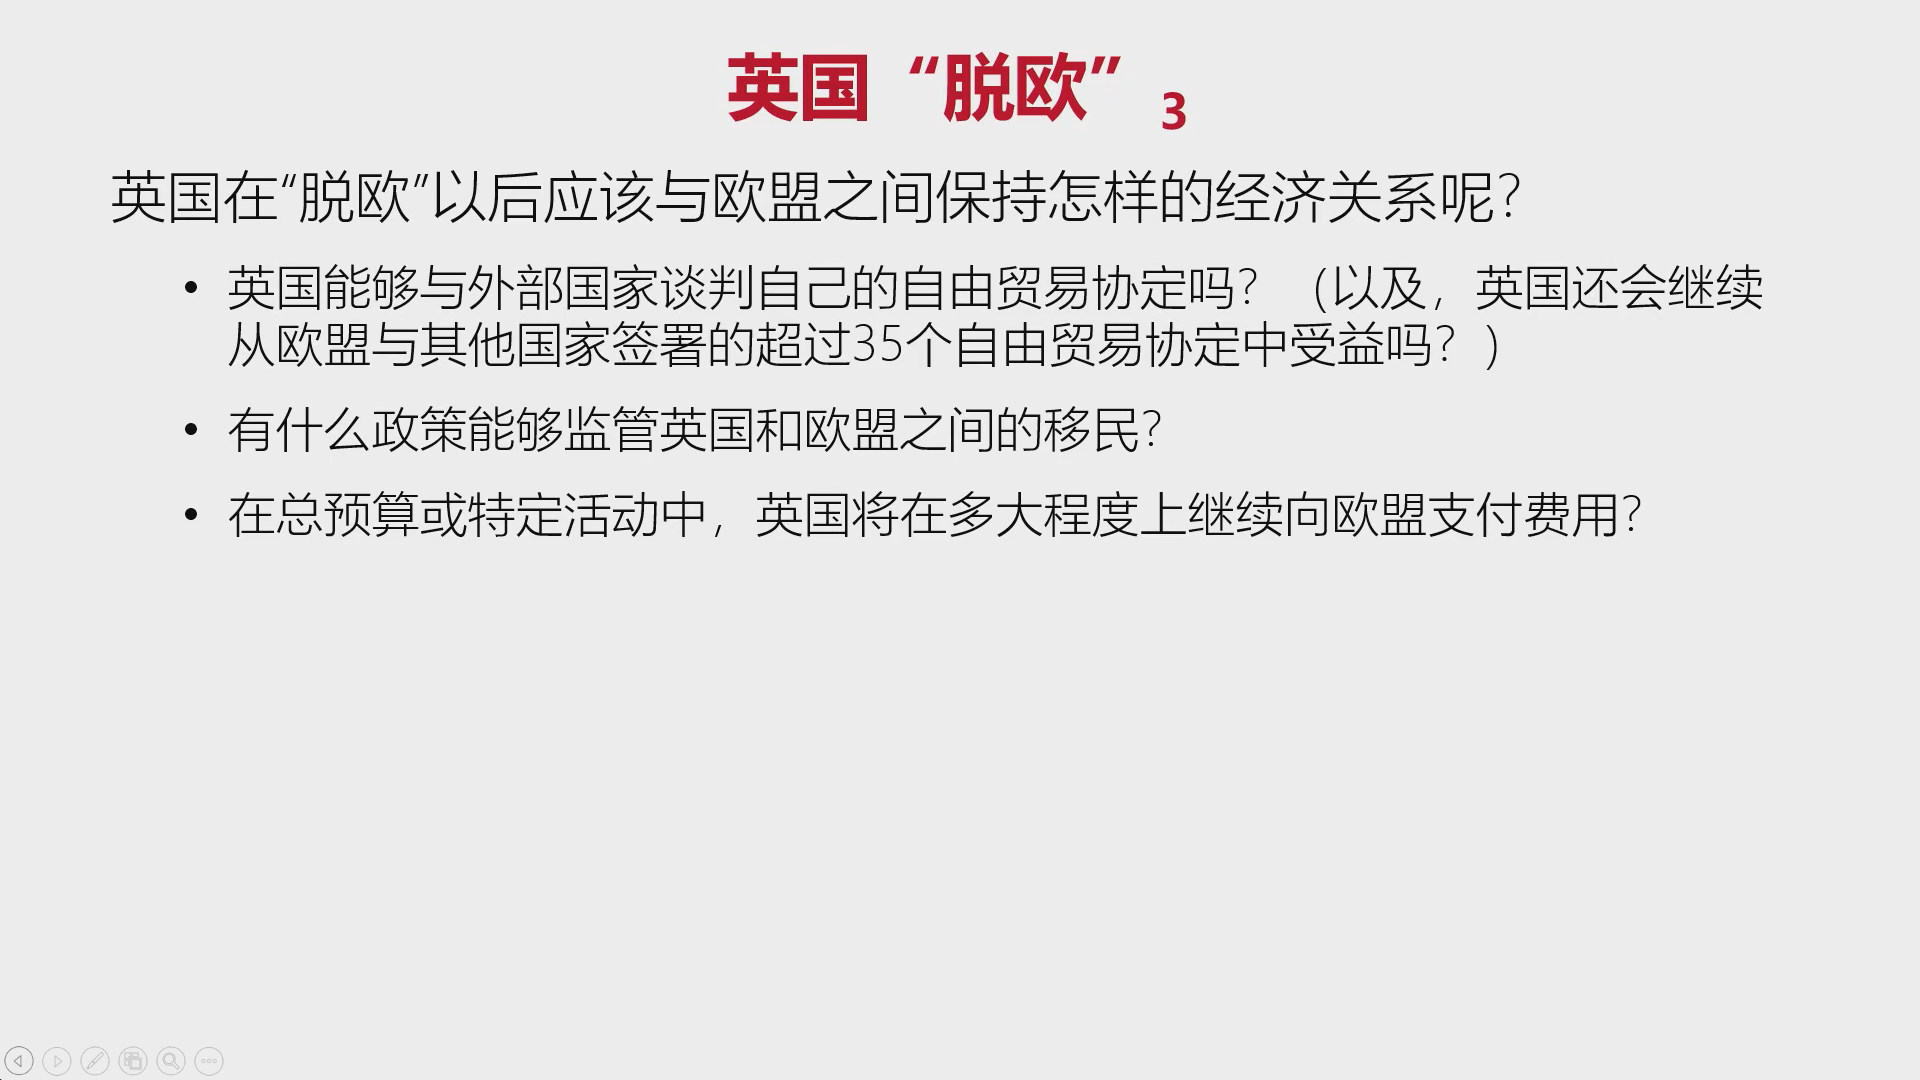 英国“脱欧” 3
英国在“脱欧”以后应该与欧盟之间保持怎样的经济关系呢？
• 英国能够与外部国家谈判自己的自由贸易协定吗？（以及，英国还会继续
从欧盟与其他国家签署的超过35个自由贸易协定中受益吗？）
• 有什么政策能够监管英国和欧盟之间的移民？
• 在总预算或特定活动中，英国将在多大程度上继续向欧盟支付费用？